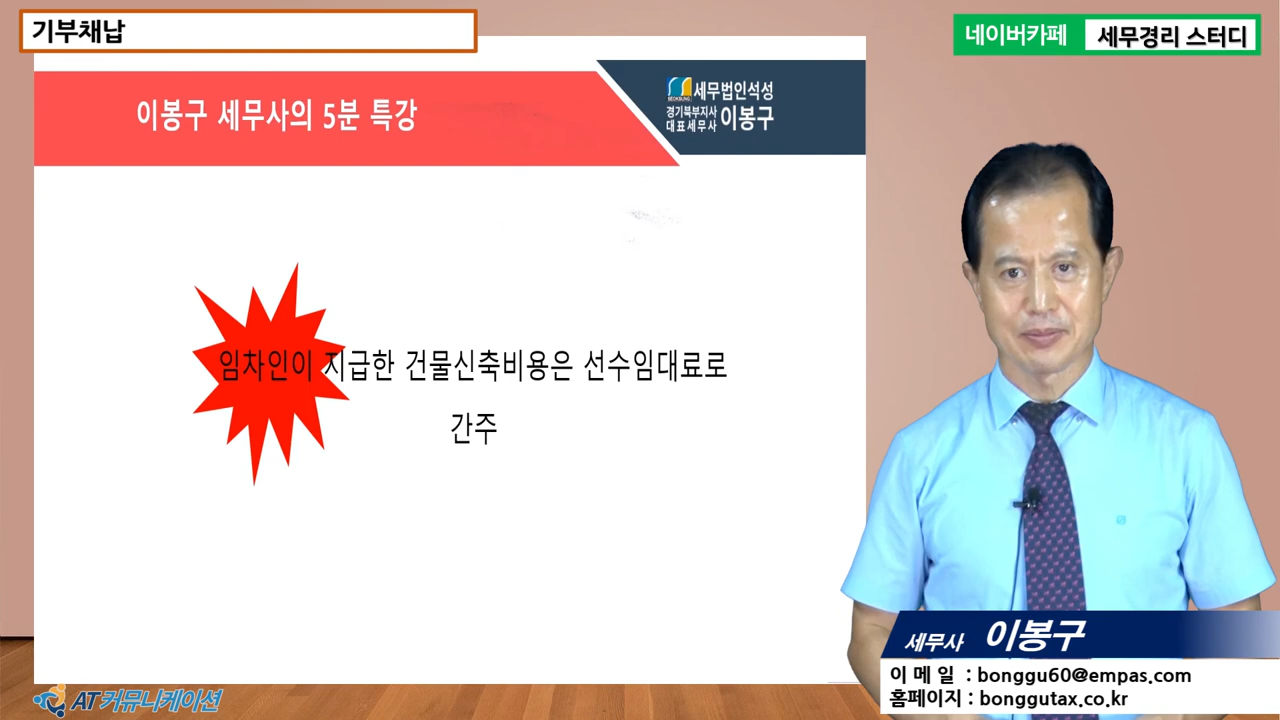 기부채납
네이버카페 세무경리 스터디
이봉구 세무사의 5분 특강
세무법인석성
경기북부지사
대표세무사
이봉구
임차인이 지급한 건물신축비용은 선수임대료로
간주
세무사 이봉구
이 메 일 : bonggu60@empas.com
홈페이지 : bonggutax.co.kr
AT커뮤니케이션